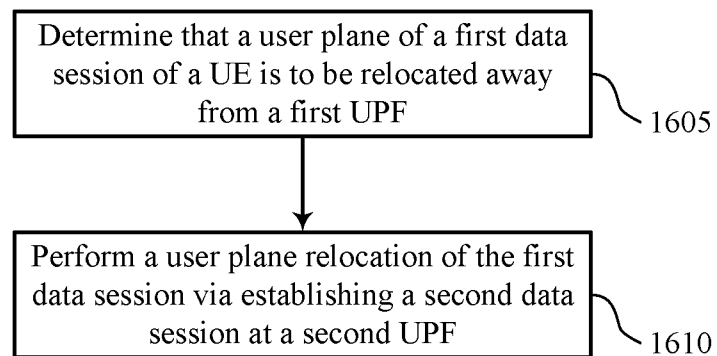 Determine that a user plane of a first data
session of a UE is to be relocated away
from a first UPF
1605
Perform a user plane relocation of the first
data session via establishing a second data
session at a second UPF
1610